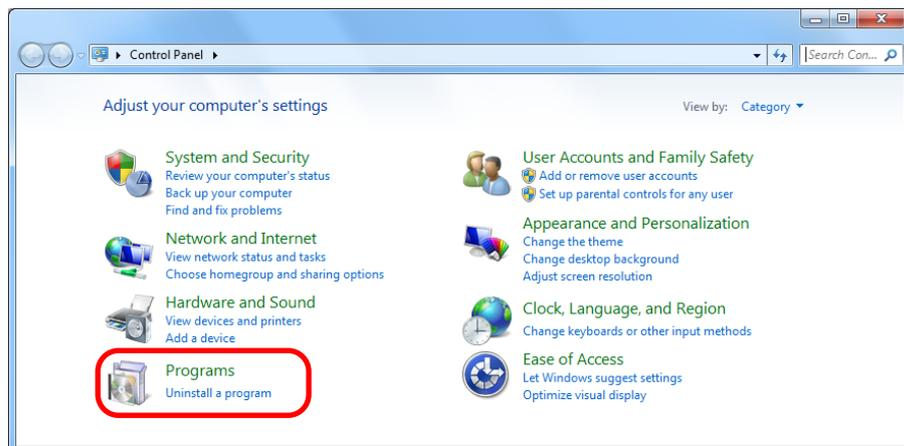 Control Panel
Search Con...
Adjust your computer's settings
View by: Category
System and Security
Review your computer's status
Back up your computer
Find and fix problems
Network and Internet
View network status and tasks
Choose homegroup and sharing options
Hardware and Sound
View devices and printers
Add a device
Programs
Uninstall a program
User Accounts and Family Safety
Add or remove user accounts
Set up parental controls for any user
Appearance and Personalization
Change the theme
Change desktop background
Adjust screen resolution
Clock, Language, and Region
Change keyboards or other input methods
Ease of Access
Let Windows suggest settings
Optimize visual display